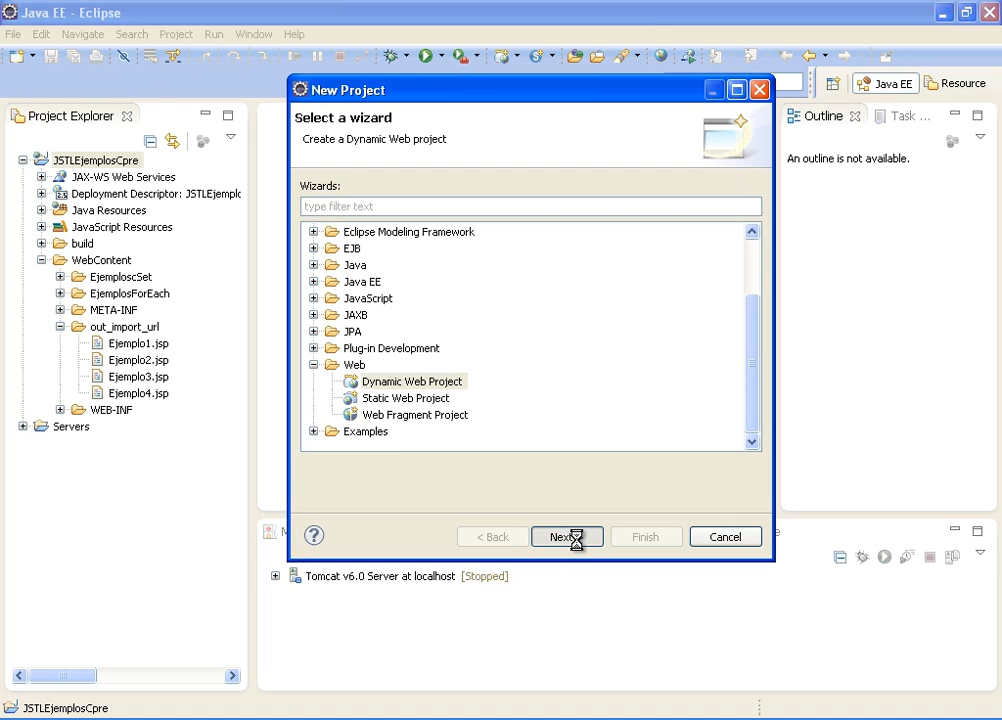 Java EE - Eclipse
File Edit Navigate Search Project Run Window Help
Java EE
Resource
Project Explorer
JSTLEjemplosCpre
JAX-WS Web Services
Deployment Descriptor: JSTLEjemplo
Java Resources
JavaScript Resources
build
WebContent
EjemploscSet
EjemplosForEach
META-INF
out_import_url
Ejemplo1.jsp
Ejemplo2.jsp
Ejemplo3.jsp
Ejemplo4.jsp
WEB-INF
Servers
New Project
Select a wizard
Create a Dynamic Web project
Wizards:
type filter text
Eclipse Modeling Framework
EJB
Java
Java EE
JavaScript
JAXB
JPA
Plug-in Development
Web
Dynamic Web Project
Static Web Project
Web Fragment Project
Examples
< Back
Next
Finish
Cancel
Outline
Task ...
An outline is not available.
Tomcat v6.0 Server at localhost [Stopped]
JSTLEjemplosCpre